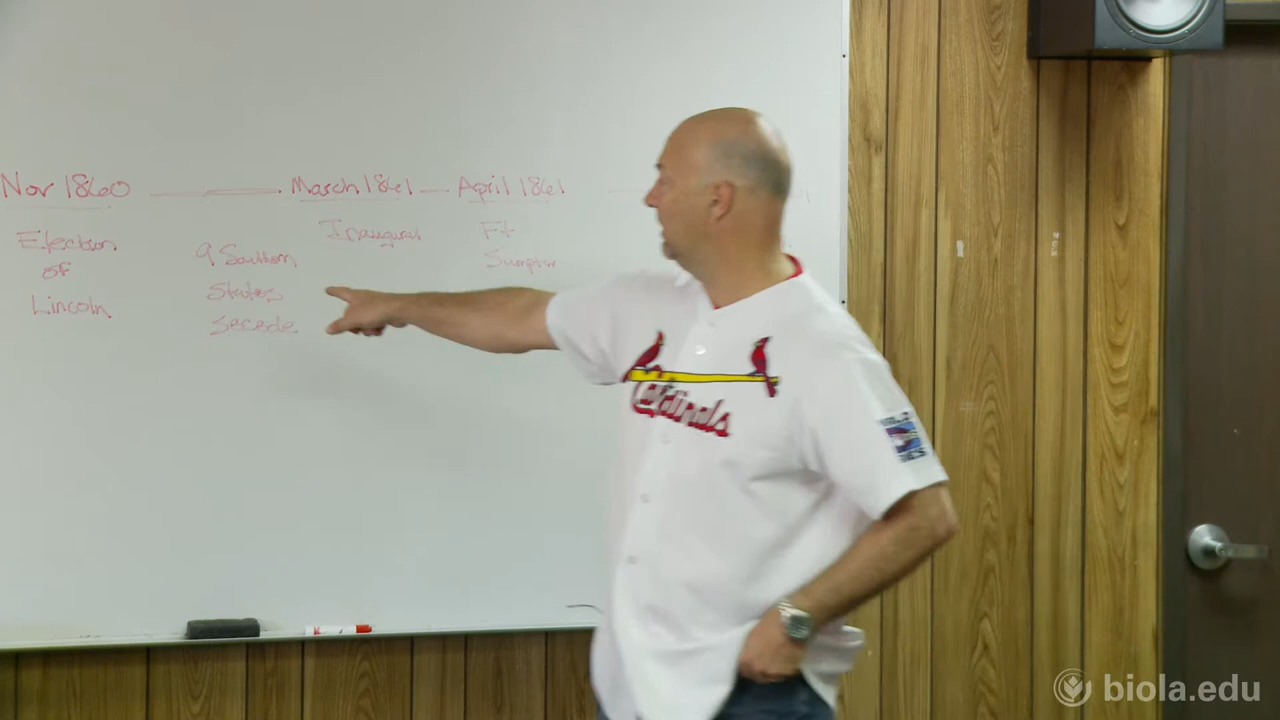 Nov 1860 March 1861 April 1861
Election
of
Lincoln
9 Southern
States
Secede
Inaugural
Ft
Sumpter
Cardinals
biola.edu